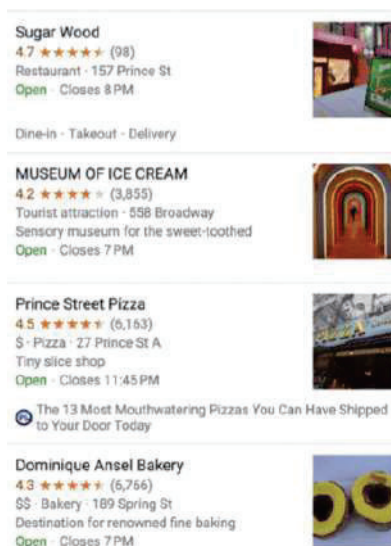 Sugar Wood
4.7 ★★★★★ (98)
Restaurant · 157 Prince St
Open · Closes 8 PM
Dine-in · Takeout · Delivery
MUSEUM OF ICE CREAM
4.2 ★★★★★ (3,855)
Tourist attraction · 558 Broadway
Sensory museum for the sweet-toothed
Open · Closes 7 PM
Prince Street Pizza
4.5 ★★★★★ (6,163)
$ · Pizza · 27 Prince St A
Tiny slice shop
Open · Closes 11:45 PM
The 13 Most Mouthwatering Pizzas You Can Have Shipped
to Your Door Today
Dominique Ansel Bakery
4.3 ★★★★★ (6,766)
$$ · Bakery · 189 Spring St
Destination for renowned fine baking
Open · Closes 7 PM